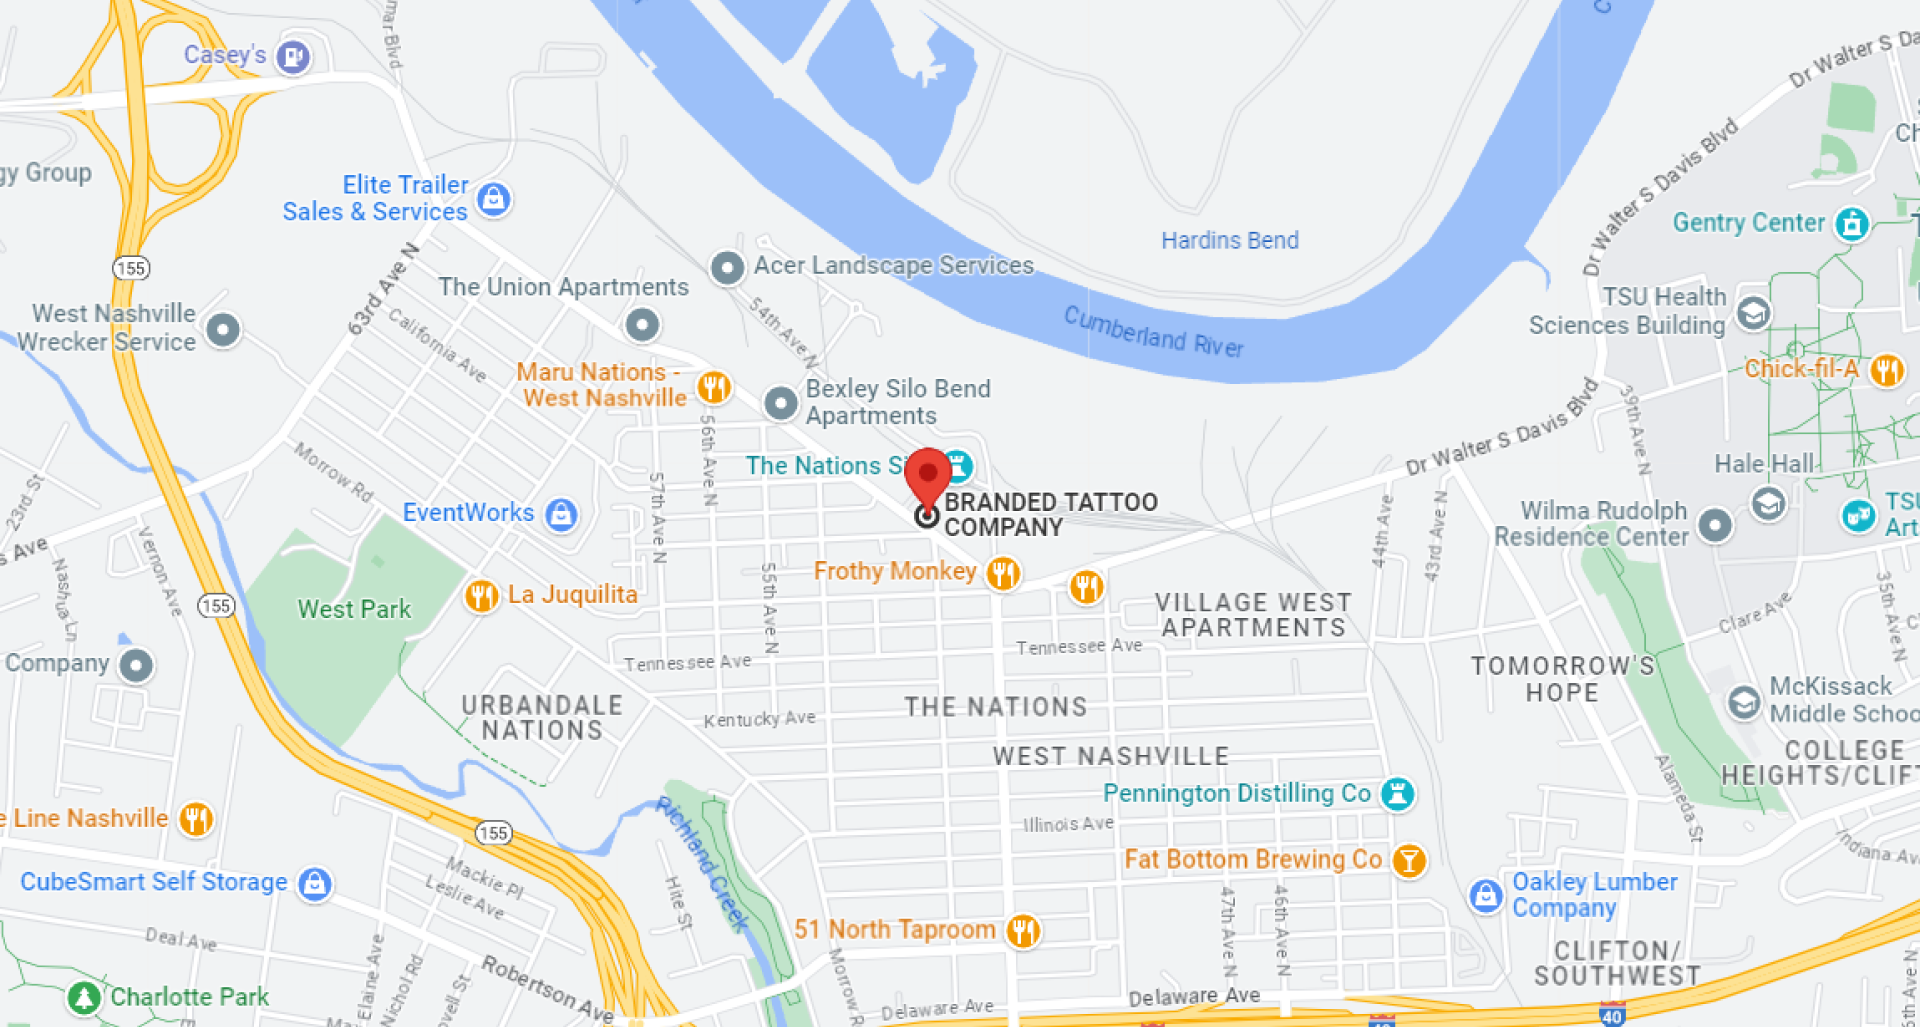 Casey's
Dr Walter S Da
gy Group
Elite Trailer
Sales & Services
Dr Walter S Davis Blvd
Gentry Center
Hardins Bend
155
63rd Ave N
Acer Landscape Services
The Union Apartments
54th Ave N
West Nashville
Wrecker Service
California Ave
Cumberland River
TSU Health
Sciences Building
Maru Nations -
West Nashville
Bexley Silo Bend
Apartments
Chick-fil-A
39th Ave N
Dr Walter S Davis Blvd
56th Ave N
Morrow Rd
The Nations Si
Hale Hall
57th Ave N
BRANDED TATTOO
COMPANY
EventWorks
23rd St
44th Ave
43rd Ave N
Wilma Rudolph
Residence Center
TSU
Art
s Ave
Nashua Ln
Vernon Ave
Frothy Monkey
55th Ave N
La Juquilita
West Park
155
VILLAGE WEST
APARTMENTS
Clare Ave
35th Ave N
Company
Tennessee Ave
Tennessee Ave
TOMORROW'S
HOPE
URBANDALE
NATIONS
THE NATIONS
Kentucky Ave
McKissack
Middle Schoo
WEST NASHVILLE
COLLEGE
HEIGHTS/CLIFT
Pennington Distilling Co
Alameda St
e Line Nashville
155
Richland Creek
Illinois Ave
Indiana Av
Fat Bottom Brewing Co
Mackie Pl
Leslie Ave
CubeSmart Self Storage
Hite St
47th Ave N
46th Ave N
Oakley Lumber
Company
51 North Taproom
Deal Ave
Robertson Ave
Elaine Ave
Nichol Rd
ovell St
Morrow R
CLIFTON/
SOUTHWEST
Charlotte Park
Delaware Ave
Delaware Ave
40
6th Ave N